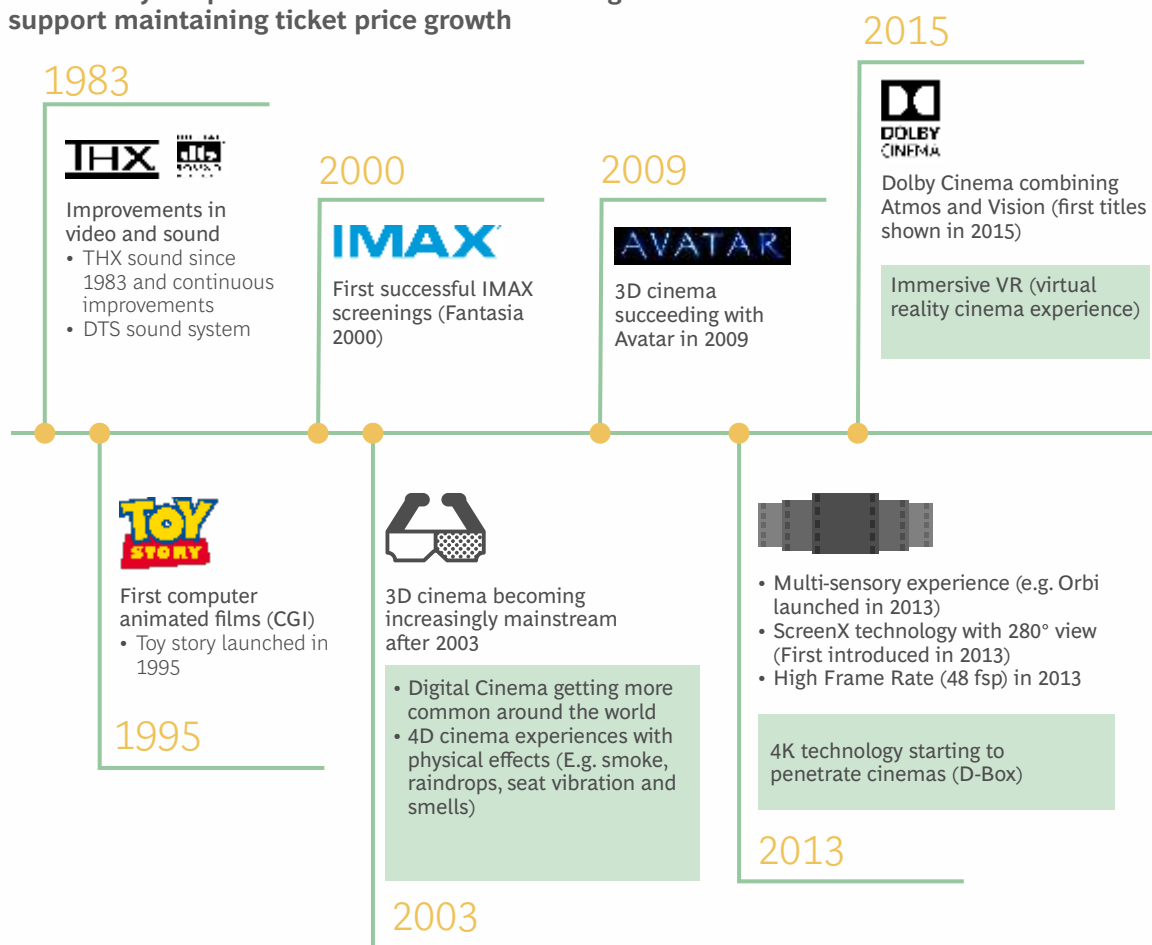 support maintaining ticket price growth
1983
THX
dts
Improvements in
video and sound
• THX sound since
1983 and continuous
improvements
• DTS sound system
2000
IMAX
First successful IMAX
screenings (Fantasia
2000)
2009
AVATAR
3D cinema
succeeding with
Avatar in 2009
2015
DOLBY
CINEMA
Dolby Cinema combining
Atmos and Vision (first titles
shown in 2015)
Immersive VR (virtual
reality cinema experience)
TOY
STORY
First computer
animated films (CGI)
• Toy story launched in
1995
1995
3D cinema becoming
increasingly mainstream
after 2003
• Digital Cinema getting more
common around the world
• 4D cinema experiences with
physical effects (E.g. smoke,
raindrops, seat vibration and
smells)
2003
• Multi-sensory experience (e.g. Orbi
launched in 2013)
• ScreenX technology with 280° view
(First introduced in 2013)
• High Frame Rate (48 fsp) in 2013
4K technology starting to
penetrate cinemas (D-Box)
2013